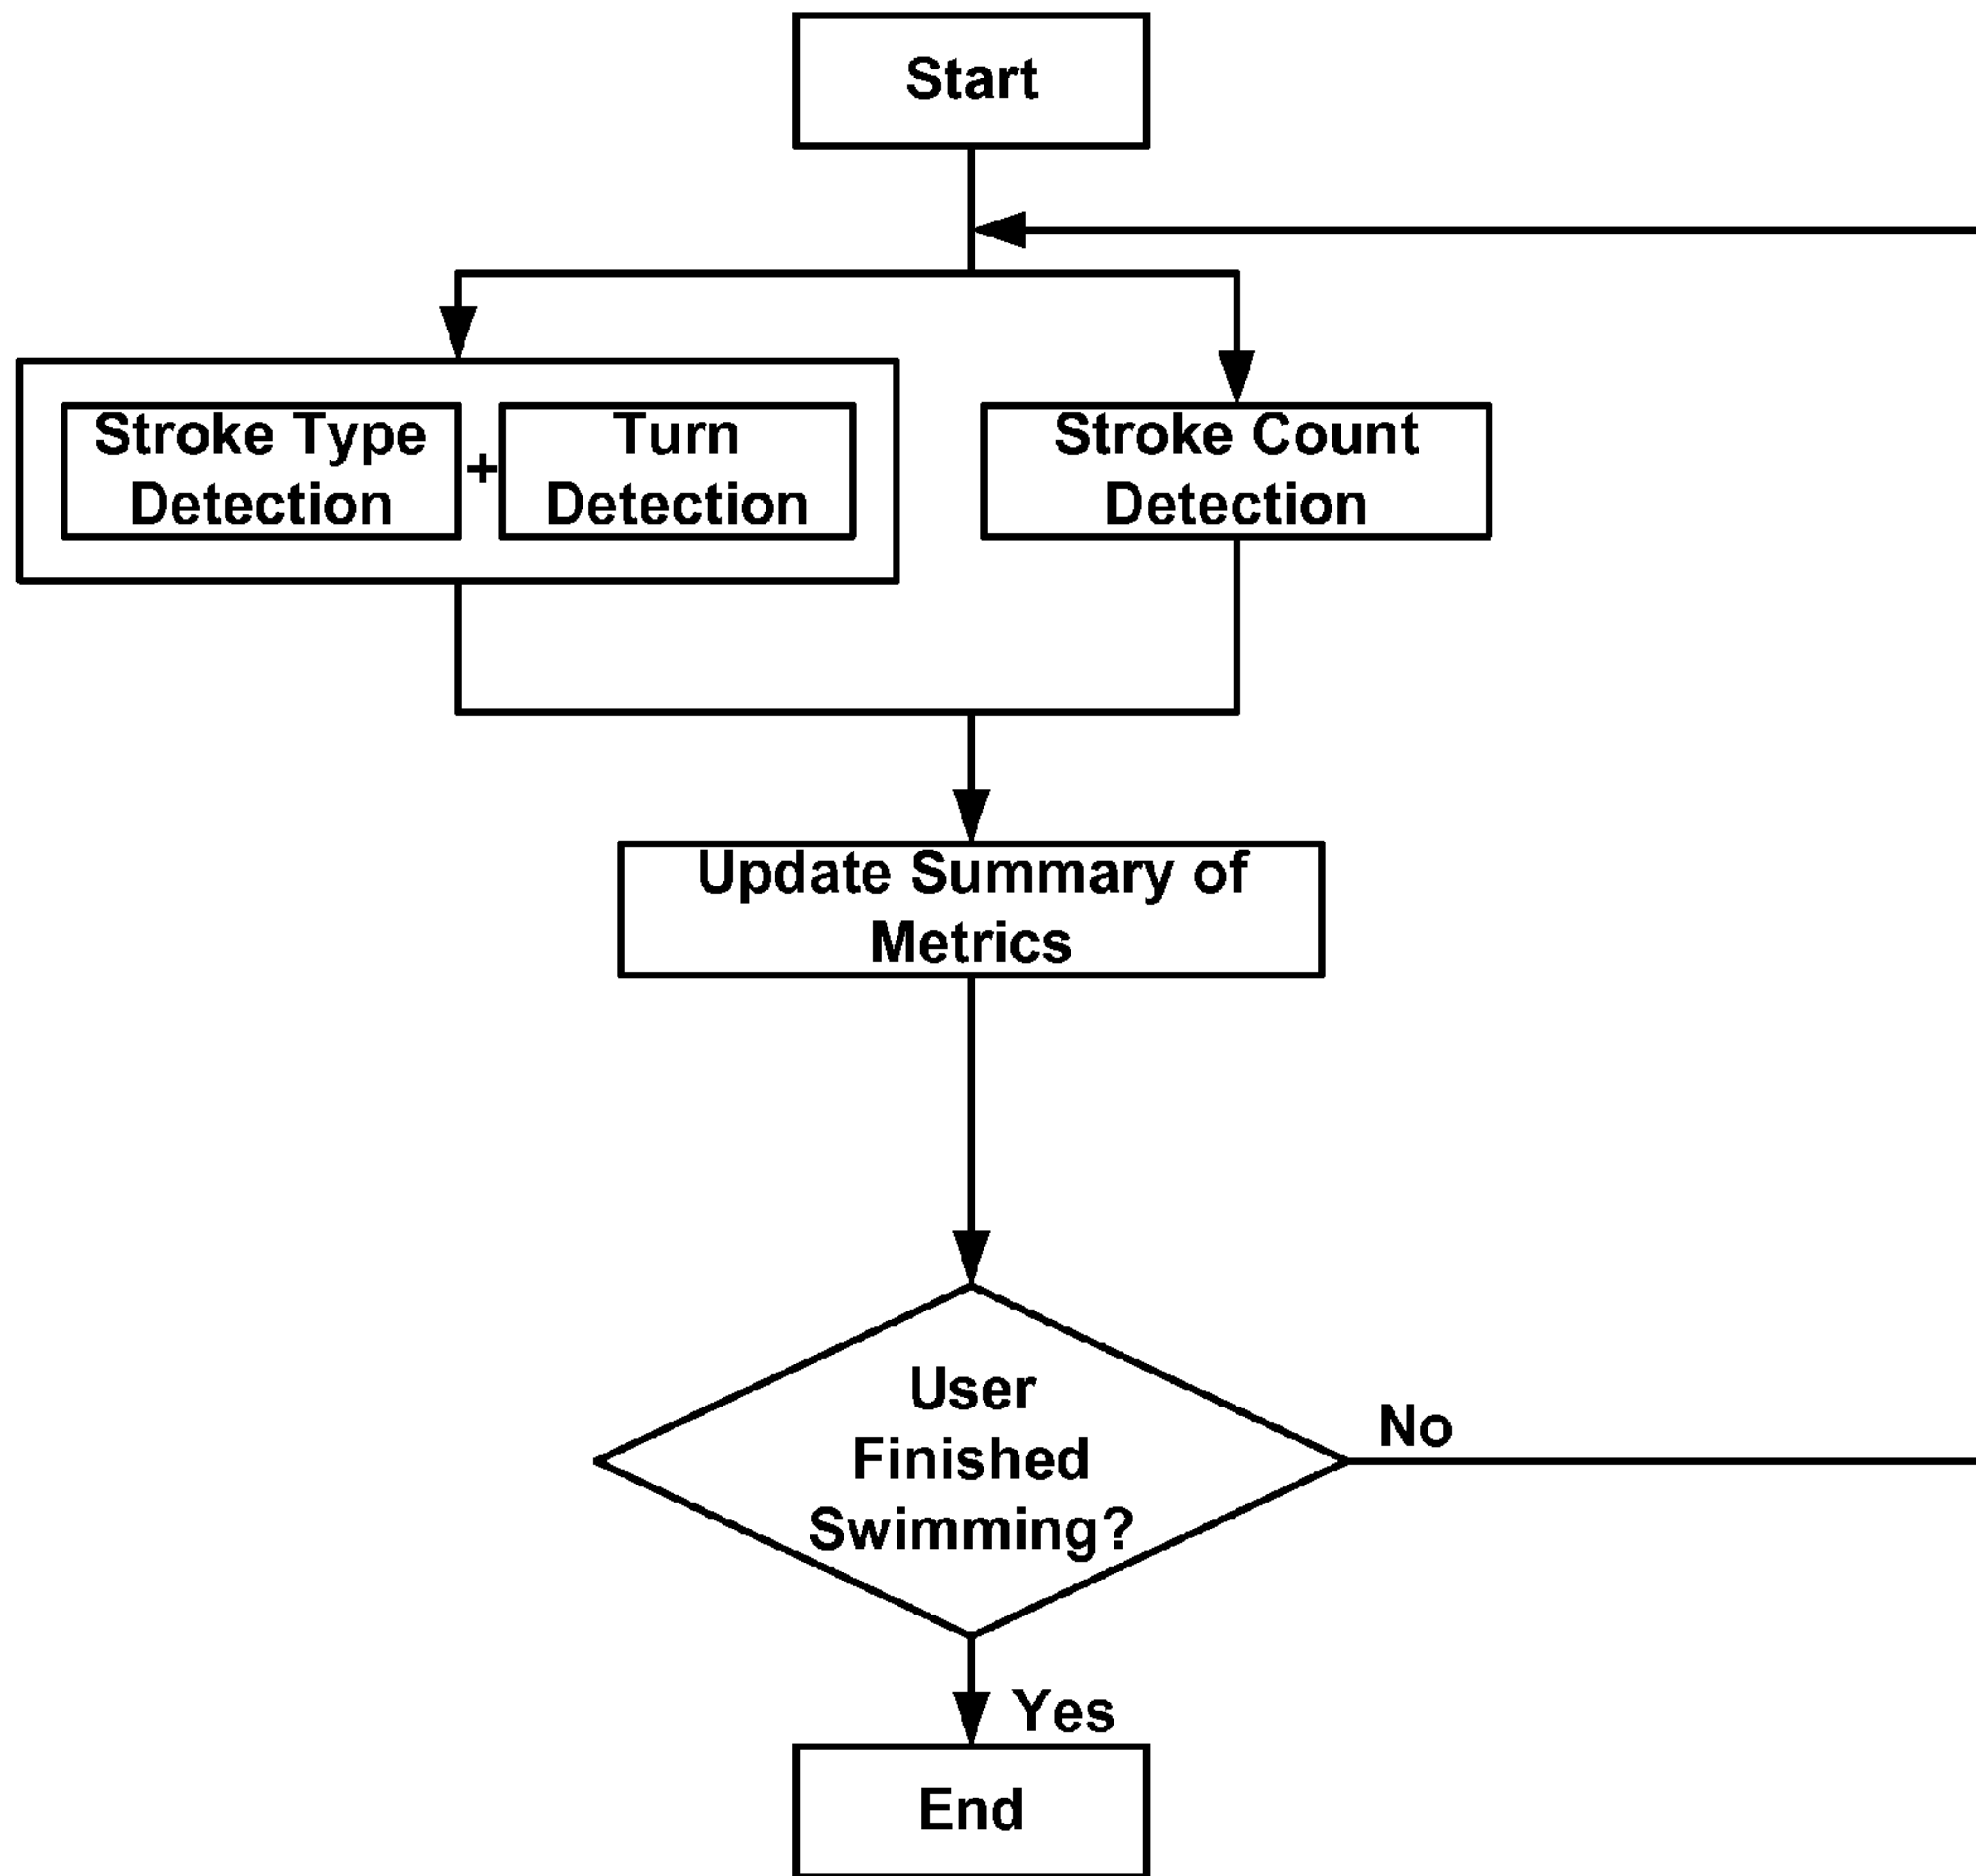 Start
Stroke Type
Detection
+
Turn
Detection
Stroke Count
Detection
Update Summary of
Metrics
User
Finished
Swimming?
No
Yes
End